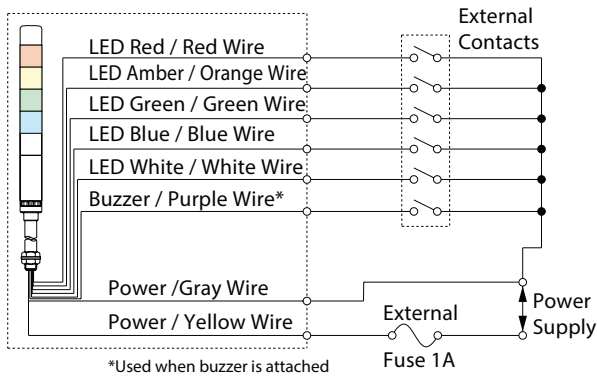 External
Contacts
LED Red / Red Wire
LED Amber / Orange Wire
LED Green / Green Wire
LED Blue / Blue Wire
LED White / White Wire
Buzzer / Purple Wire*
Power /Gray Wire
Power / Yellow Wire
External
Fuse 1A
Power
Supply
*Used when buzzer is attached